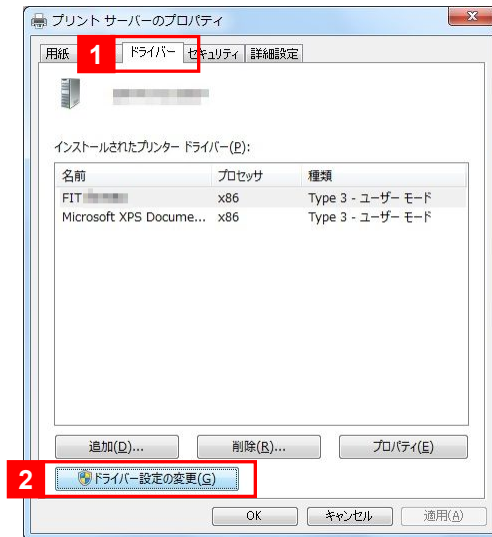 プリント サーバーのプロパティ
用紙 1 ドライバー セキュリティ 詳細設定
インストールされたプリンター ドライバー(P):
名前 プロセッサ 種類
FIT x86 Type 3 - ユーザー モード
Microsoft XPS Docume... x86 Type 3 - ユーザー モード
追加(D)... 削除(R)... プロパティ(E)
2 ドライバー設定の変更(G)
OK キャンセル 適用(A)